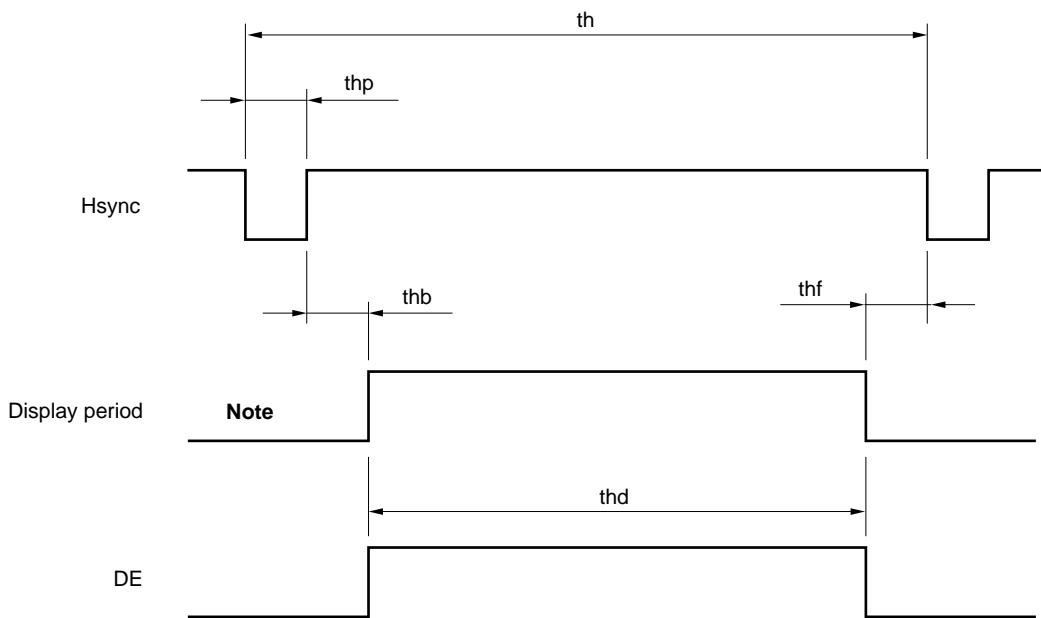 th
thp
Hsync
thb
thf
Display period
Note
thd
DE